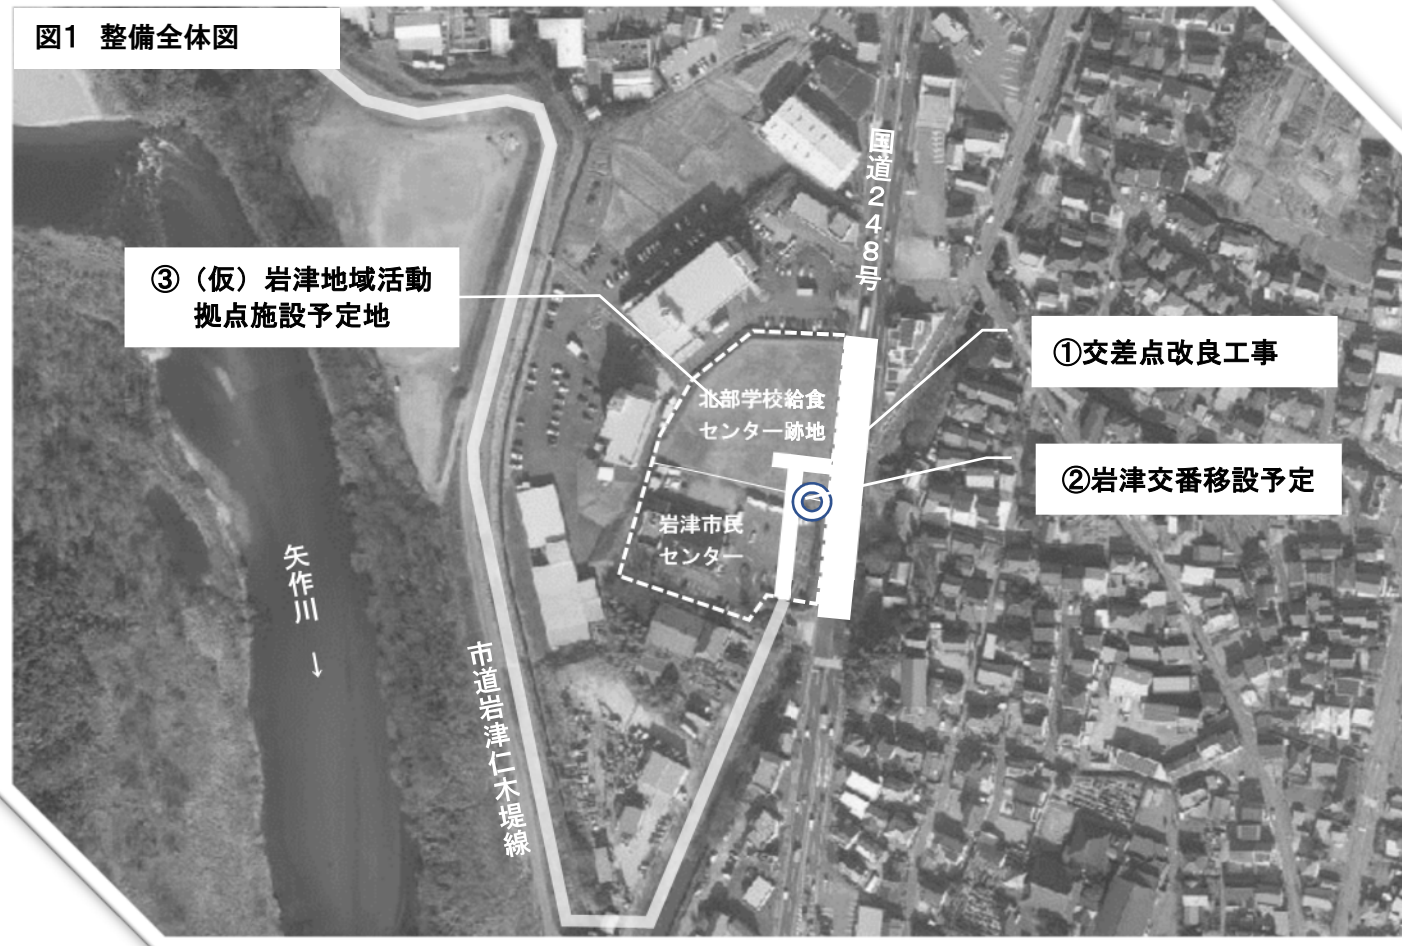 図1 整備全体図
国道248号
③（仮）岩津地域活動
拠点施設予定地
①交差点改良工事
北部学校給食
センター跡地
②岩津交番移設予定
岩津市民
センター
矢作川
↓
市道岩津仁木堤線